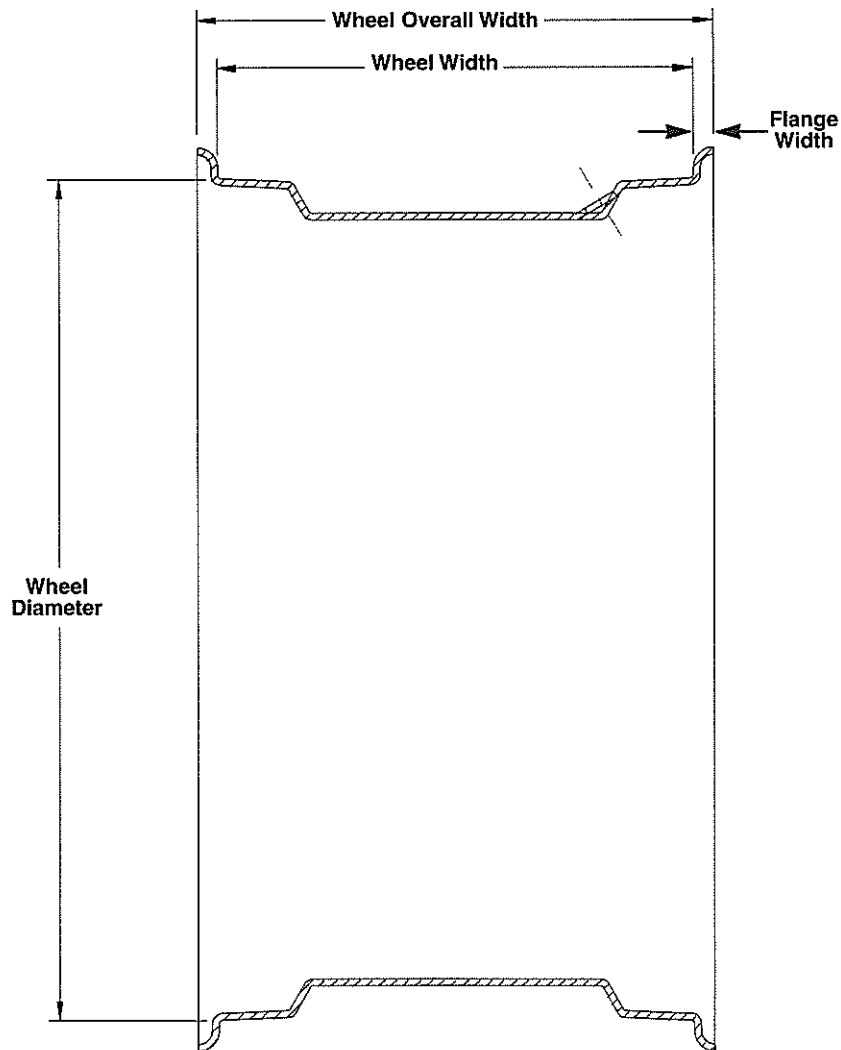 Wheel Overall Width
Wheel Width
Flange
Width
Wheel
Diameter